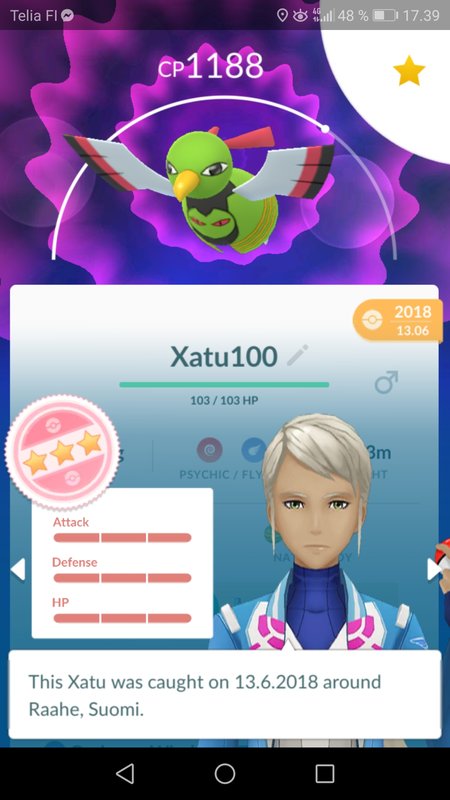 Telia FI 4G 48 % 17.39
CP1188
2018
13.06
Xatu100
103 / 103 HP
3m
PSYCHIC / FLY
HT
Attack
Defense
HP
This Xatu was caught on 13.6.2018 around
Raahe, Suomi.